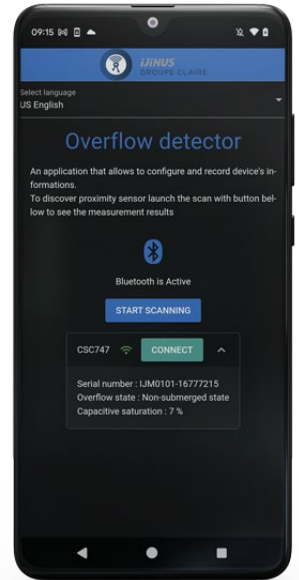 09:15
iJiNUS
GROUPE CLAIRE
Select language
US English
Overflow detector
An application that allows to configure and record device's in-
formations.
To discover proximity sensor launch the scan with button bel-
low to see the measurement results
Bluetooth is Active
START SCANNING
CSC747 CONNECT
Serial number : IJM0101-16777215
Overflow state : Non-submerged state
Capacitive saturation : 7 %